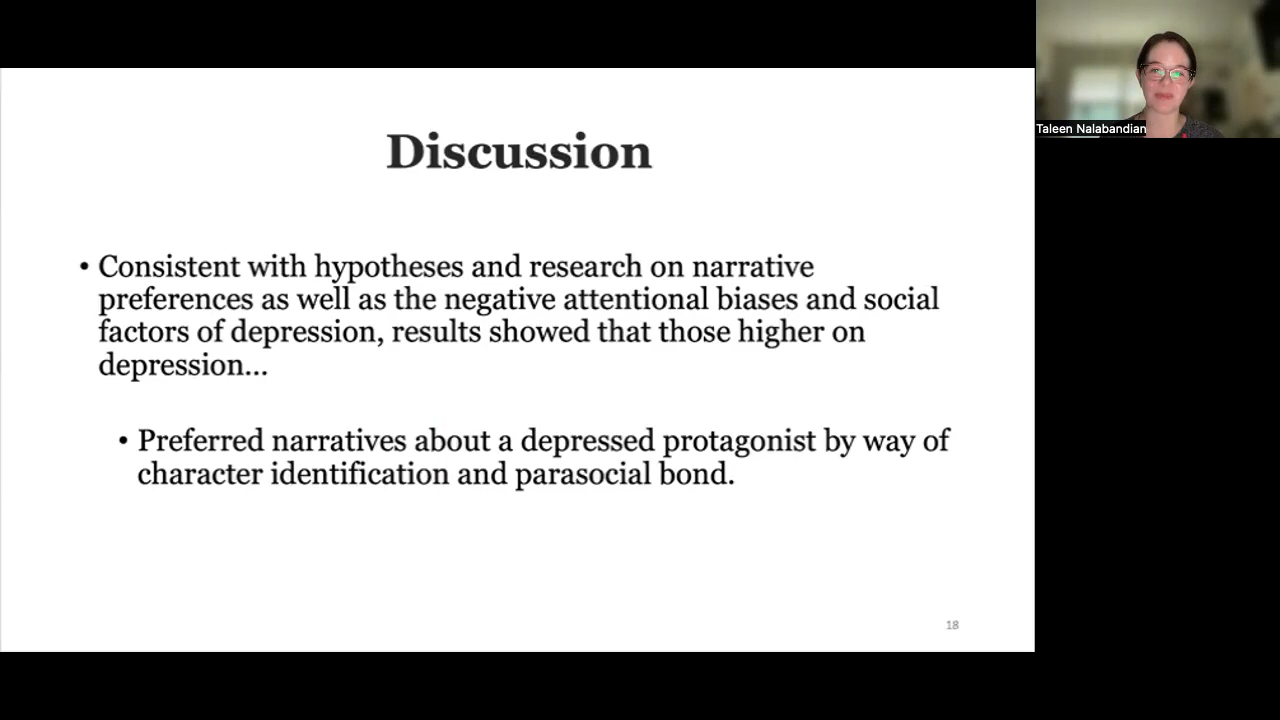 Taleen Nalabandian
Discussion
• Consistent with hypotheses and research on narrative
preferences as well as the negative attentional biases and social
factors of depression, results showed that those higher on
depression...
• Preferred narratives about a depressed protagonist by way of
character identification and parasocial bond.
18